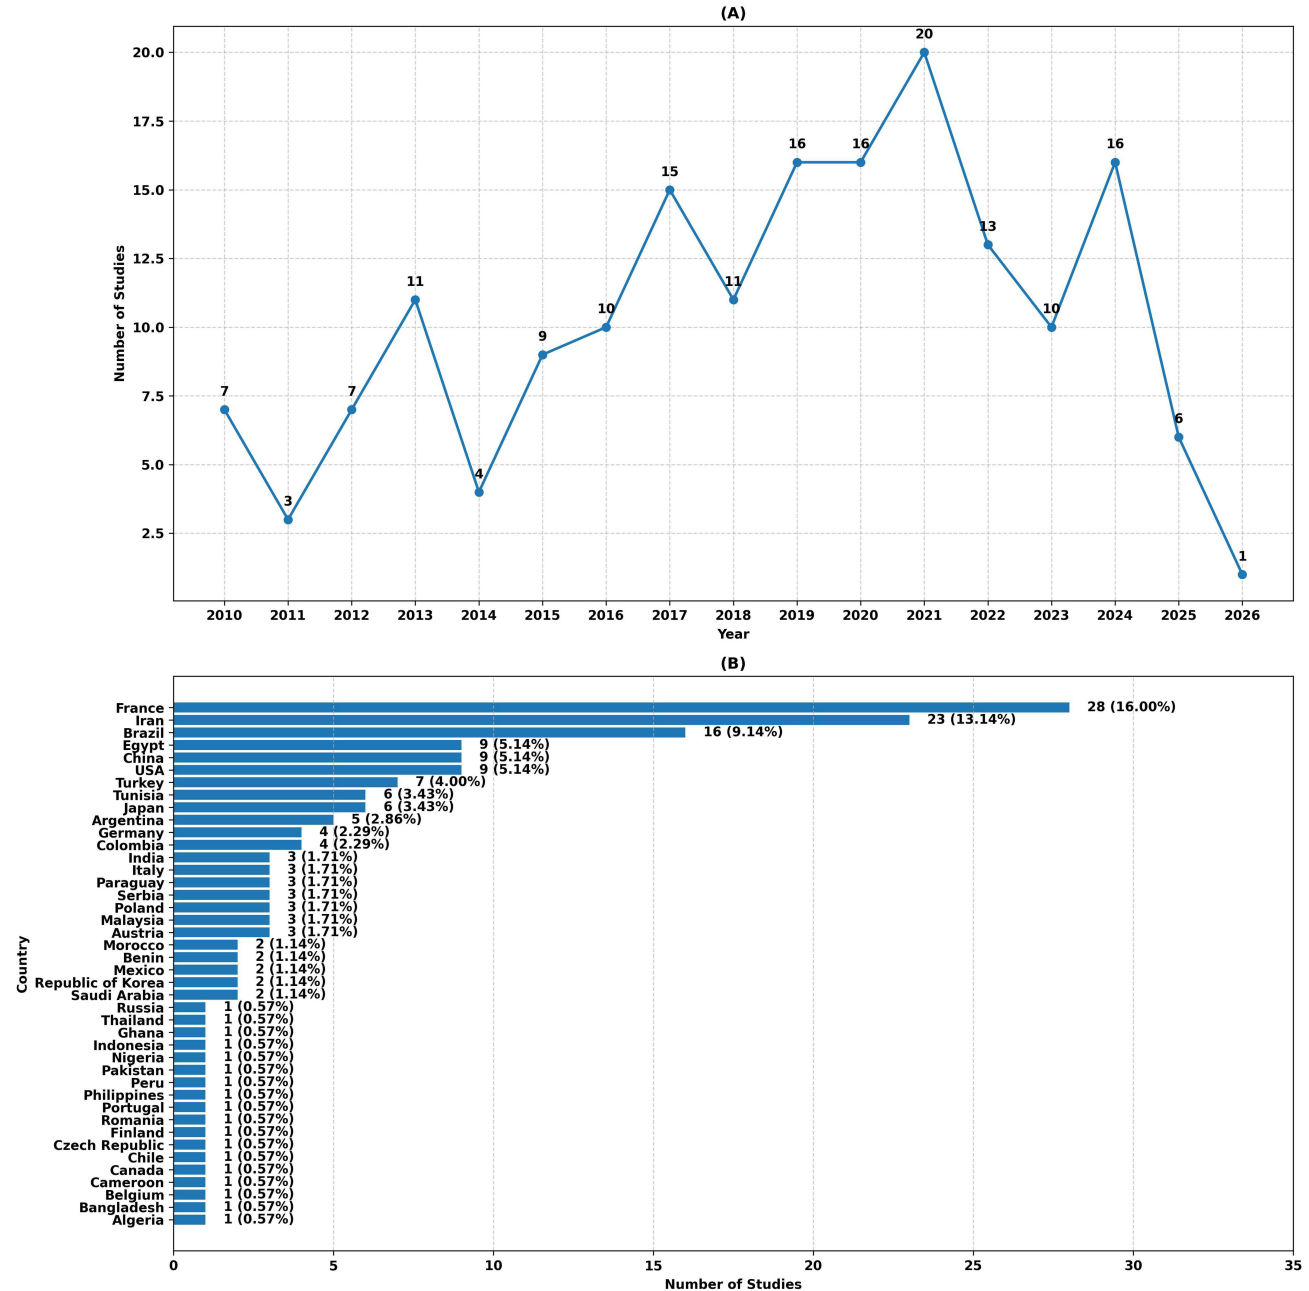 (A)
20
20.0
17.5
16
16
16
15
15.0
13
12.5
11
11
10
10
10.0
9
7
7
7.5
6
5.0
4
3
2.5
1
Number of Studies
2010 2011 2012 2013 2014 2015 2016 2017 2018 2019 2020 2021 2022 2023 2024 2025 2026
Year
(B)
France 28 (16.00%)
Iran 23 (13.14%)
Brazil 16 (9.14%)
Egypt 9 (5.14%)
China 9 (5.14%)
USA 9 (5.14%)
Turkey 7 (4.00%)
Tunisia 6 (3.43%)
Japan 6 (3.43%)
Argentina 5 (2.86%)
Germany 4 (2.29%)
Colombia 4 (2.29%)
India 3 (1.71%)
Italy 3 (1.71%)
Paraguay 3 (1.71%)
Serbia 3 (1.71%)
Poland 3 (1.71%)
Malaysia 3 (1.71%)
Austria 3 (1.71%)
Morocco 2 (1.14%)
Benin 2 (1.14%)
Mexico 2 (1.14%)
Republic of Korea 2 (1.14%)
Saudi Arabia 2 (1.14%)
Russia 1 (0.57%)
Thailand 1 (0.57%)
Ghana 1 (0.57%)
Indonesia 1 (0.57%)
Nigeria 1 (0.57%)
Pakistan 1 (0.57%)
Peru 1 (0.57%)
Philippines 1 (0.57%)
Portugal 1 (0.57%)
Romania 1 (0.57%)
Finland 1 (0.57%)
Czech Republic 1 (0.57%)
Chile 1 (0.57%)
Canada 1 (0.57%)
Cameroon 1 (0.57%)
Belgium 1 (0.57%)
Bangladesh 1 (0.57%)
Algeria 1 (0.57%)
Country
0 5 10 15 20 25 30 35
Number of Studies